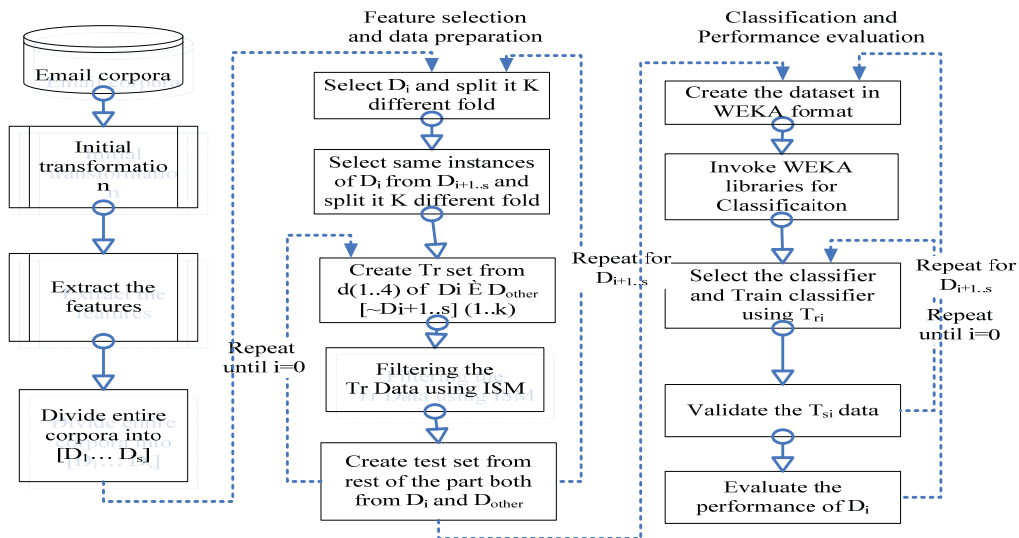 Email corpora
Initial
transformatio
n
Extract the
features
Divide entire
corpora into
[D1… Ds]
Feature selection
and data preparation
Select Di and split it K
different fold
Select same instances
of Di from Di+1..s and
split it K different fold
Create Tr set from
d(1..4) of Di È Dother
[~Di+1..s] (1..k)
Filtering the
Tr Data using ISM
Create test set from
rest of the part both
from Di and Dother
Repeat
until i=0
Repeat for
Di+1..s
Classification and
Performance evaluation
Create the dataset in
WEKA format
Invoke WEKA
libraries for
Classificaiton
Select the classifier
and Train classifier
using Tri
Validate the Tsi data
Evaluate the
performance of Di
Repeat for
Di+1..s
Repeat
until i=0